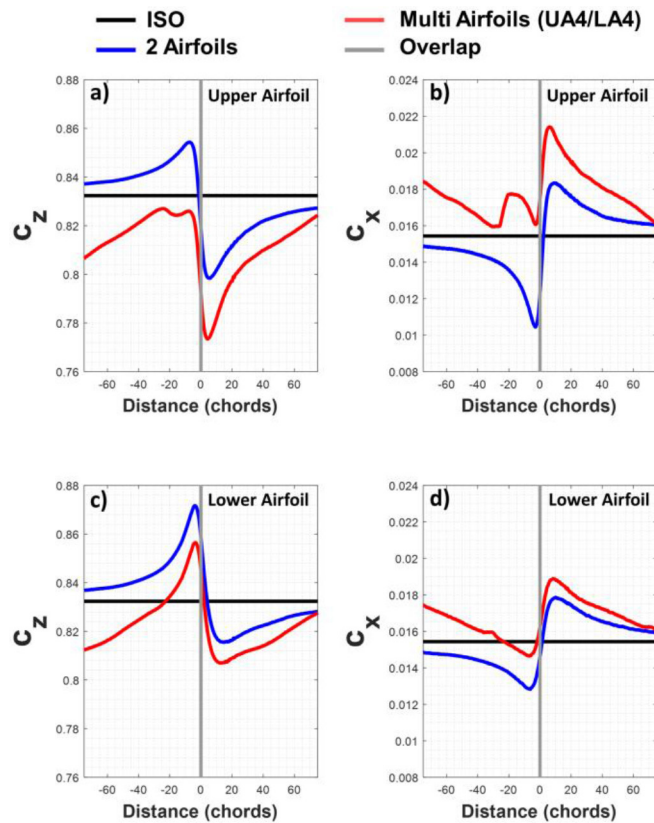 ISO
Multi Airfoils (UA4/LA4)
2 Airfoils
Overlap
a)
Upper Airfoil
0.88
0.86
0.84
0.82
0.8
0.78
0.76
-60 -40 -20 0 20 40 60
Cz
Distance (chords)
b)
Upper Airfoil
0.024
0.022
0.02
0.018
0.016
0.014
0.012
0.01
0.008
-60 -40 -20 0 20 40 60
Cx
Distance (chords)
c)
Lower Airfoil
0.88
0.86
0.84
0.82
0.8
0.78
0.76
-60 -40 -20 0 20 40 60
Cz
Distance (chords)
d)
Lower Airfoil
0.024
0.022
0.02
0.018
0.016
0.014
0.012
0.01
0.008
-60 -40 -20 0 20 40 60
Cx
Distance (chords)